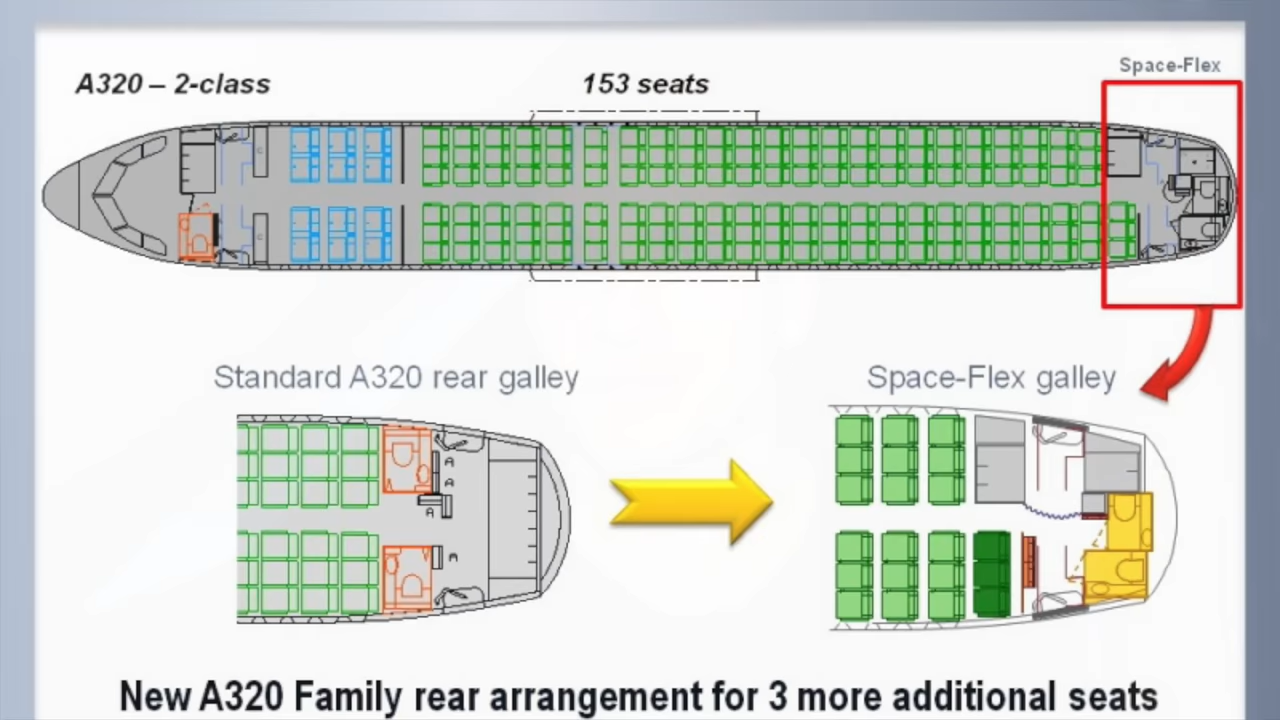 Space-Flex
A320 – 2-class
153 seats
Standard A320 rear galley
Space-Flex galley
A
A
A
A
New A320 Family rear arrangement for 3 more additional seats